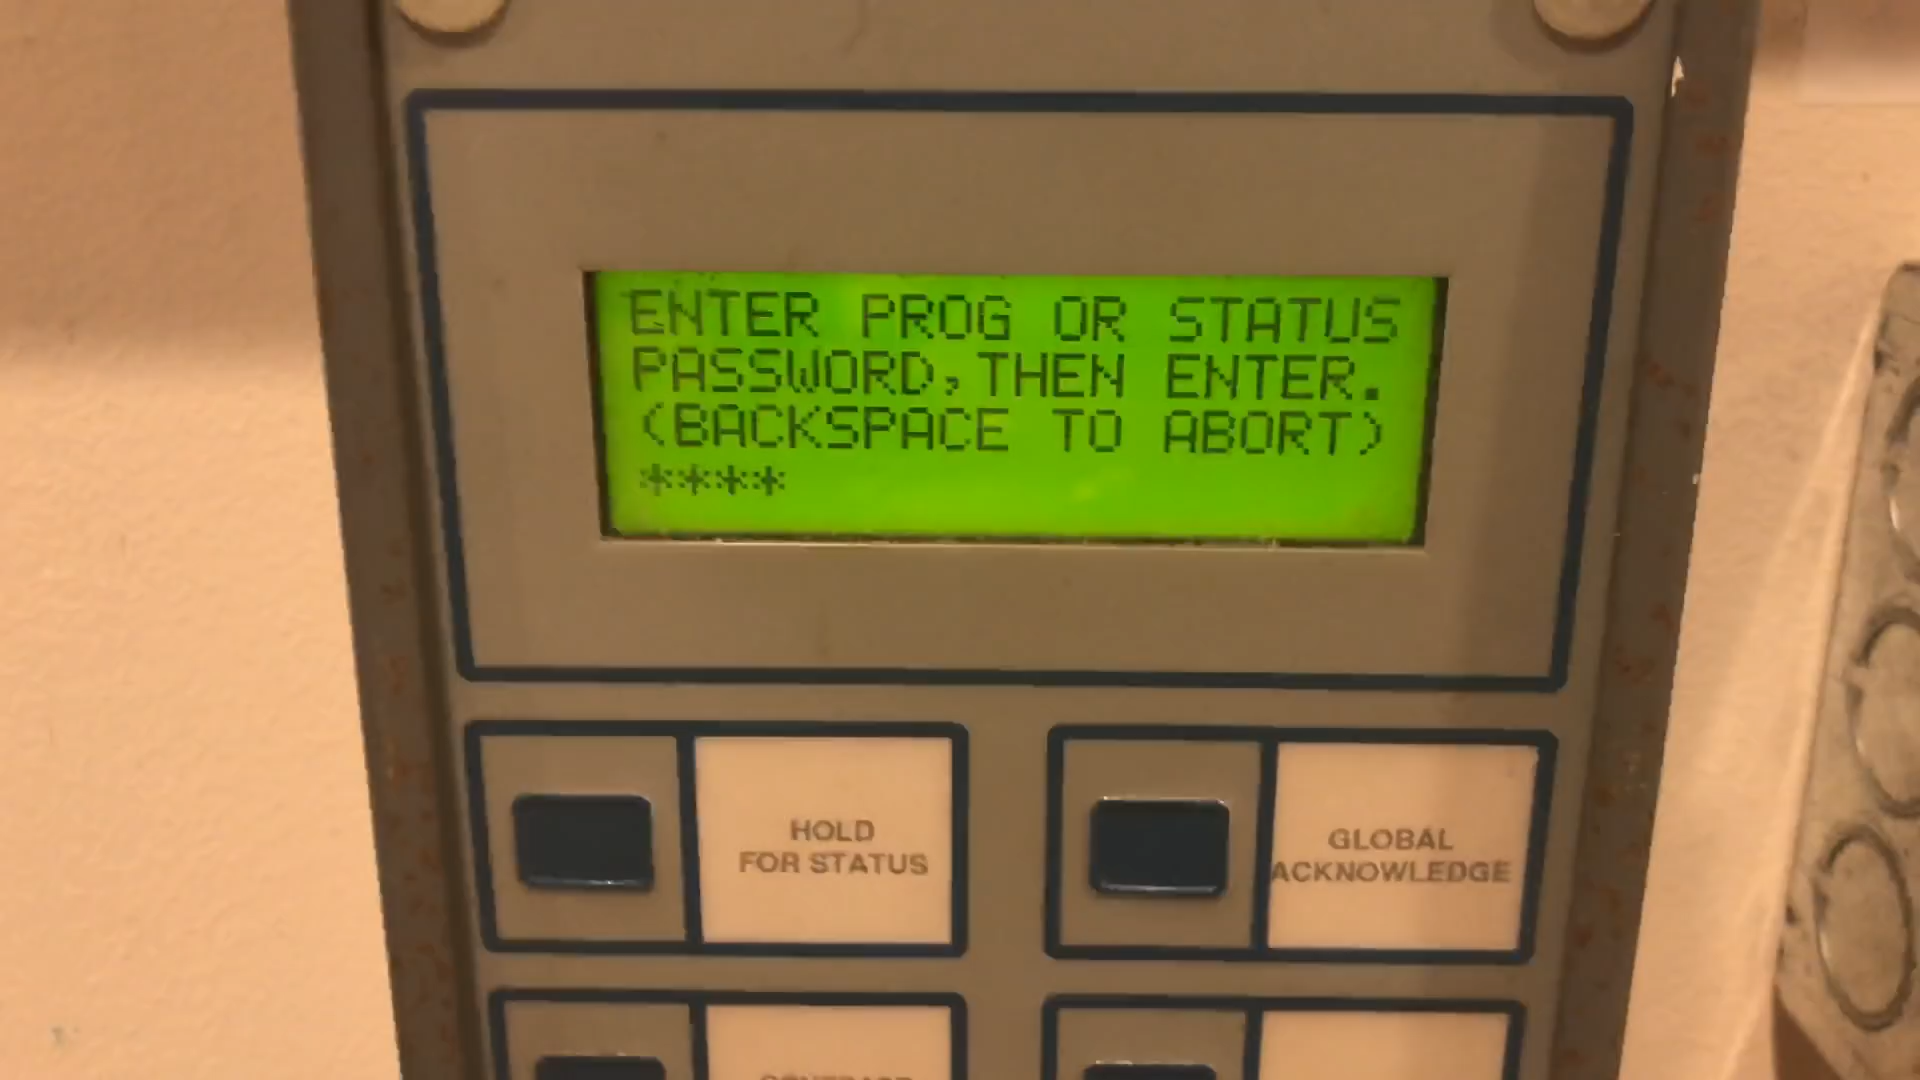 ENTER PROG OR STATUS
PASSWORD,THEN ENTER.
(BACKSPACE TO ABORT)
****
HOLD
FOR STATUS
GLOBAL
ACKNOWLEDGE